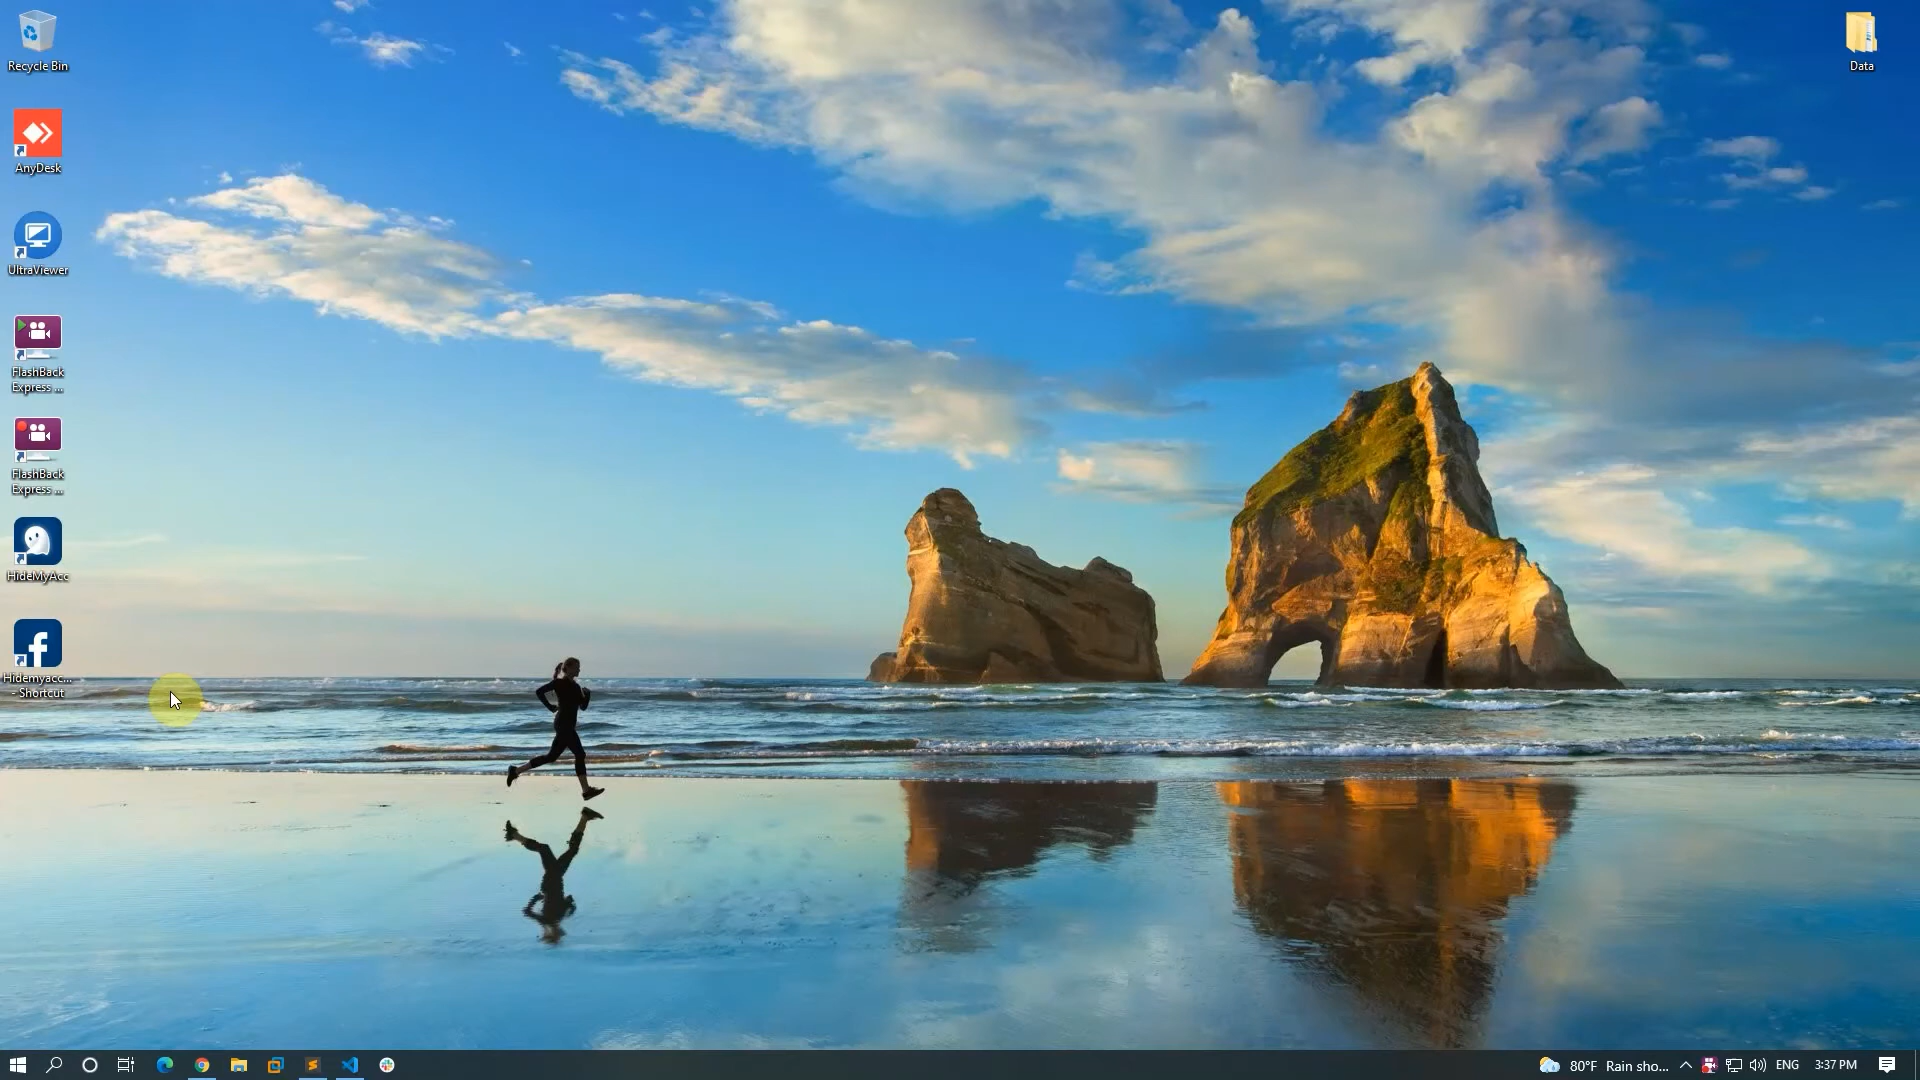 Recycle Bin
Data
AnyDesk
UltraViewer
FlashBack
Express ...
FlashBack
Express ...
HideMyAcc
Hidemyacc...
- Shortcut
80°F Rain sho...
ENG
3:37 PM